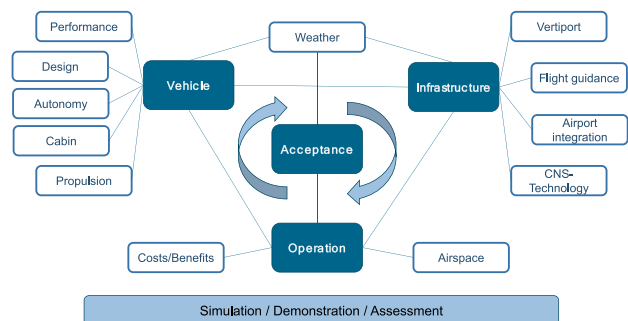 Performance
Weather
Vertiport
Design
Vehicle
Infrastructure
Flight guidance
Autonomy
Cabin
Acceptance
Airport
integration
Propulsion
CNS-
Technology
Costs/Benefits
Operation
Airspace
Simulation / Demonstration / Assessment